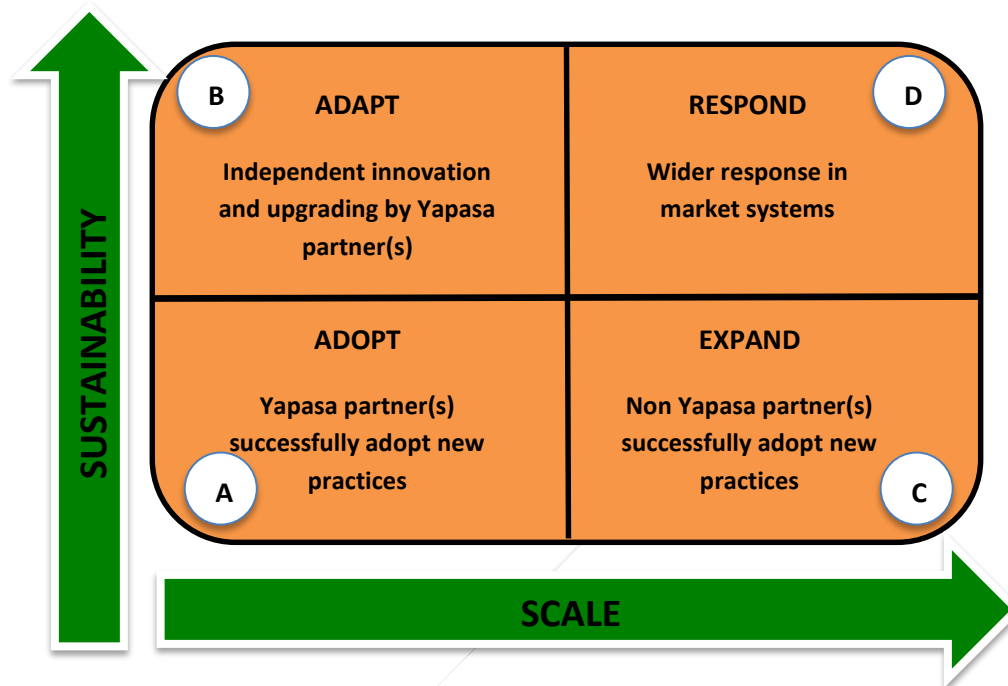 SUSTAINABILITY
B
ADAPT
Independent innovation
and upgrading by Yapasa
partner(s)
RESPOND
D
Wider response in
market systems
ADOPT
Yapasa partner(s)
successfully adopt new
practices
A
EXPAND
Non Yapasa partner(s)
successfully adopt new
practices
C
SCALE